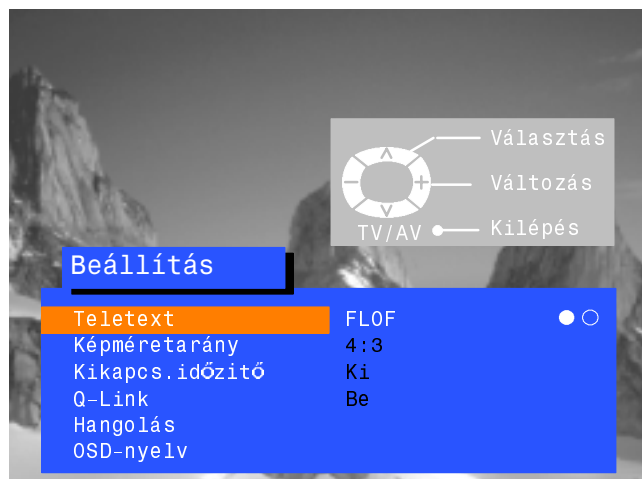 Választás
Változás
TV/AV Kilépés
Beállítás
Teletext FLOF
Képméretarány 4:3
Kikapcs.időzitő Ki
Q-Link Be
Hangolás
OSD-nyelv